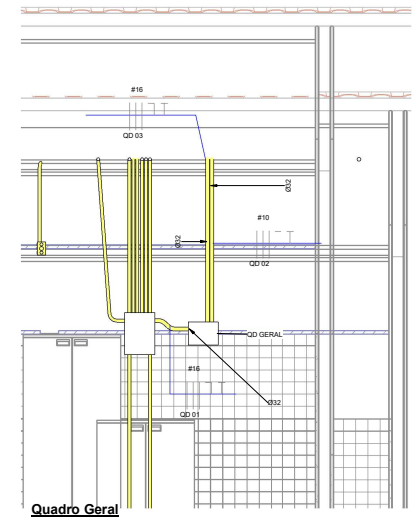 #16
QD 03
Ø32
#10
Ø32
QD 02
QD GERAL
#16
Ø32
QD 01
Quadro Geral